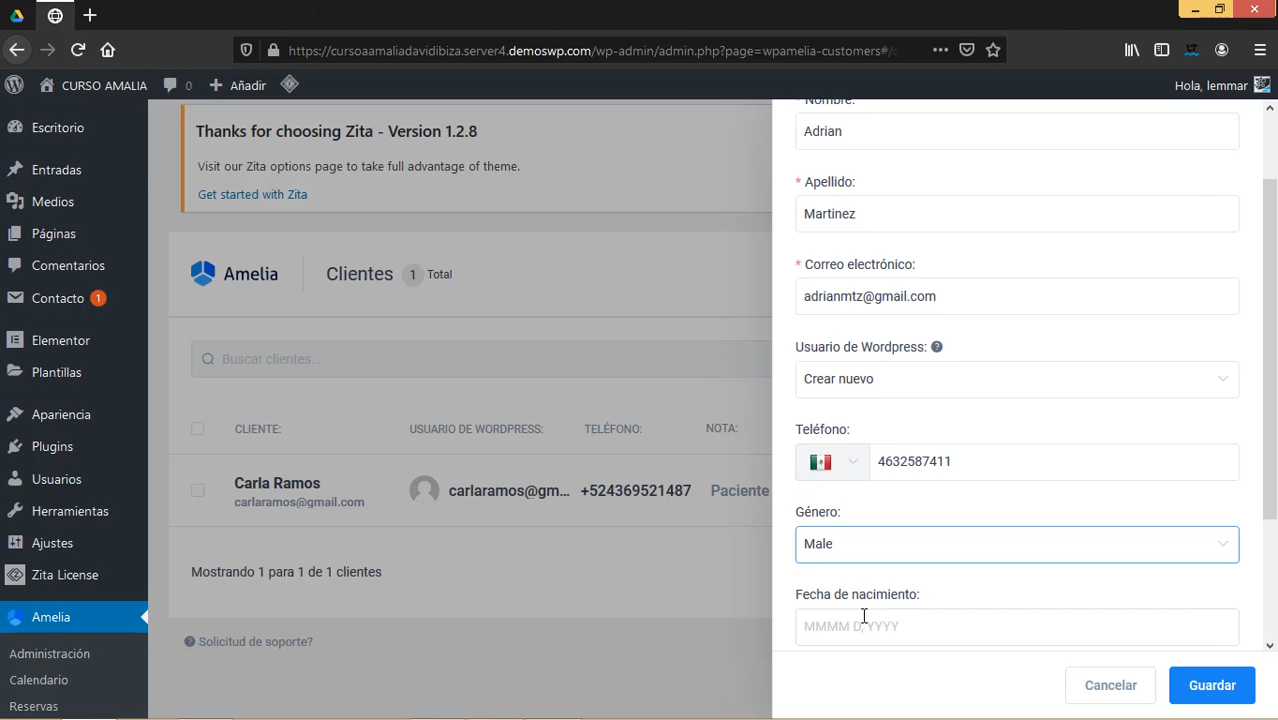 https://cursoaamaliadavidibiza.server4.demoswp.com/wp-admin/admin.php?page=wpamelia-customers#/
CURSO AMALIA
0
Añadir
Hola, lemmar
Escritorio
Entradas
Medios
Páginas
Comentarios
Contacto 1
Elementor
Plantillas
Apariencia
Plugins
Usuarios
Herramientas
Ajustes
Zita License
Amelia
Administración
Calendario
Reservas
Thanks for choosing Zita - Version 1.2.8
Visit our Zita options page to take full advantage of theme.
Get started with Zita
Amelia
Clientes 1 Total
Buscar clientes...
CLIENTE: USUARIO DE WORDPRESS: TELÉFONO: NOTA:
Carla Ramos carlaramos@gm... +524369521487 Paciente
carlaramos@gmail.com
Mostrando 1 para 1 de 1 clientes
Solicitud de soporte?
* Nombre:
Adrian
* Apellido:
Martinez
* Correo electrónico:
adrianmtz@gmail.com
Usuario de Wordpress:
Crear nuevo
Teléfono:
4632587411
Género:
Male
Fecha de nacimiento:
MMMM D, YYYY
Cancelar
Guardar